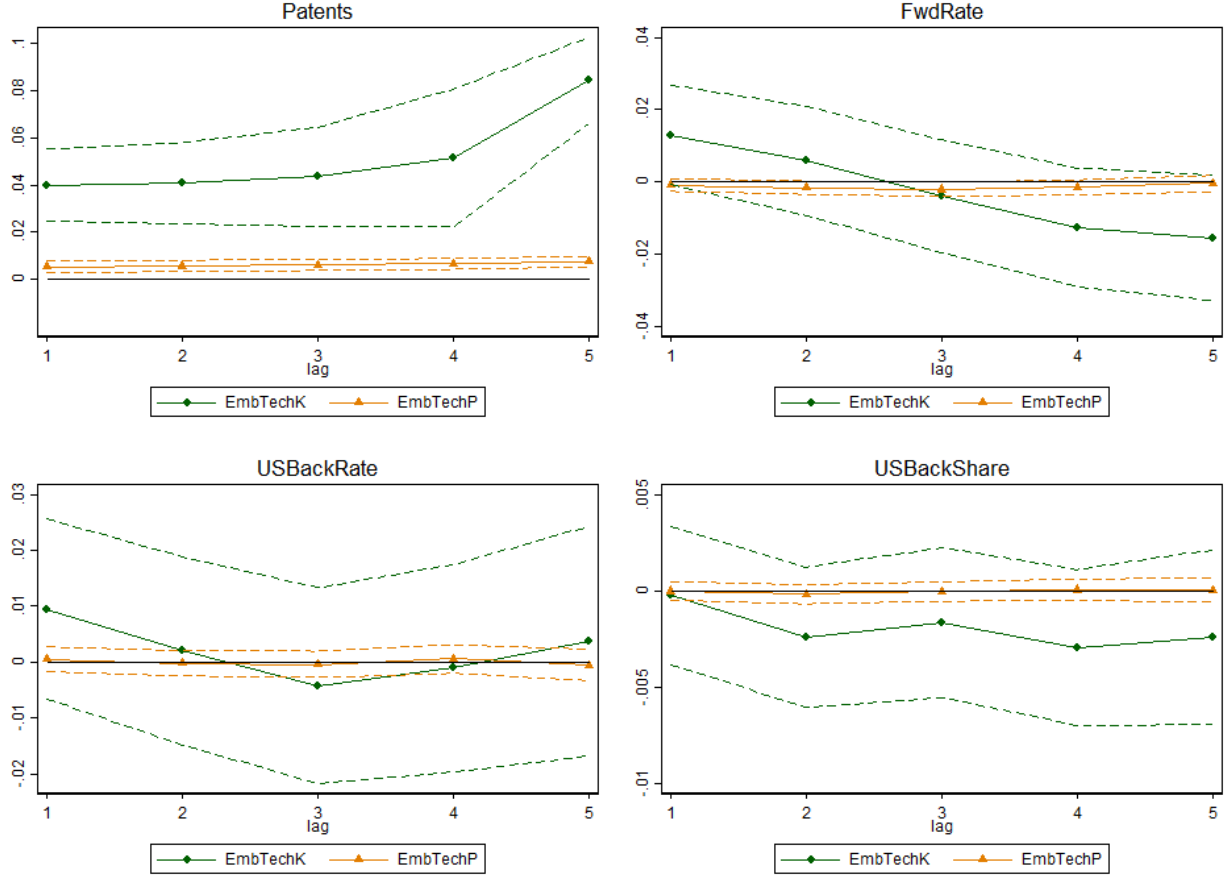 Patents
.1
.08
.06
.04
.02
0
1 2 3 4 5
lag
EmbTechK EmbTechP
FwdRate
.04
.02
0
-.02
-.04
1 2 3 4 5
lag
EmbTechK EmbTechP
USBackRate
.03
.02
.01
0
-.01
-.02
1 2 3 4 5
lag
EmbTechK EmbTechP
USBackShare
.005
0
-.005
-.01
1 2 3 4 5
lag
EmbTechK EmbTechP